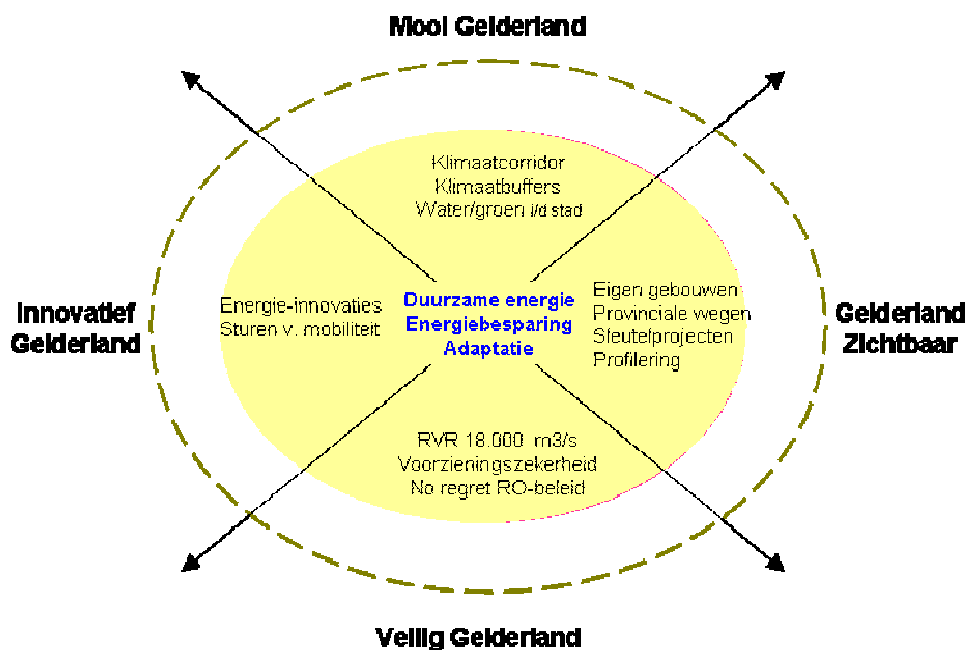 Mooi Gelderland
Klimaatcorridor
Klimaatbuffers
Water/groen i/d stad
Innovatief
Gelderland
Energie-innovaties
Sturen v. mobiliteit
Duurzame energie
Energiebesparing
Adaptatie
Eigen gebouwen
Provinciale wegen
Sleutelprojecten
Profilering
Gelderland
Zichtbaar
RVR 18.000 m3/s
Voorzieningszekerheid
No regret RO-beleid
Veilig Gelderland